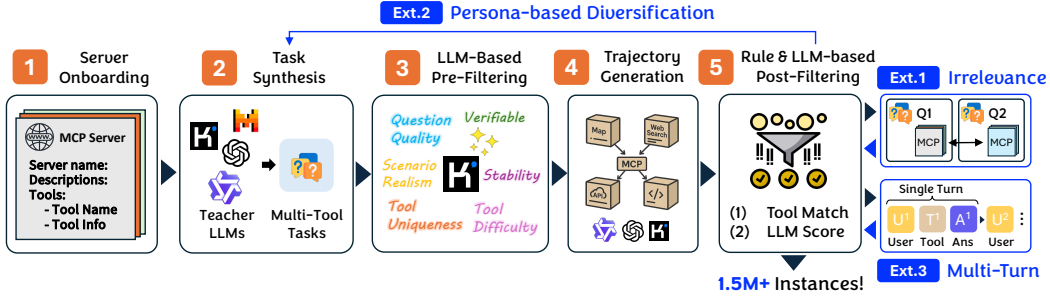 Ext.2 Persona-based Diversification
1 Server
Onboarding
2 Task
Synthesis
3 LLM-Based
Pre-Filtering
4 Trajectory
Generation
5 Rule & LLM-based
Post-Filtering
Ext.1 Irrelevance
WWW
MCP Server
Server name:
Descriptions:
Tools:
- Tool Name
- Tool Info
K
Teacher
LLMs
Multi-Tool
Tasks
Question
Quality
Verifiable
Scenario
Realism
K
Stability
Tool
Uniqueness
Tool
Difficulty
Map
Web
Search
MCP
API
</>
K
(1) Tool Match
(2) LLM Score
1.5M+ Instances!
Q1
MCP
Q2
MCP
Single Turn
U1 T1 A1 U2
User Tool Ans User
Ext.3 Multi-Turn